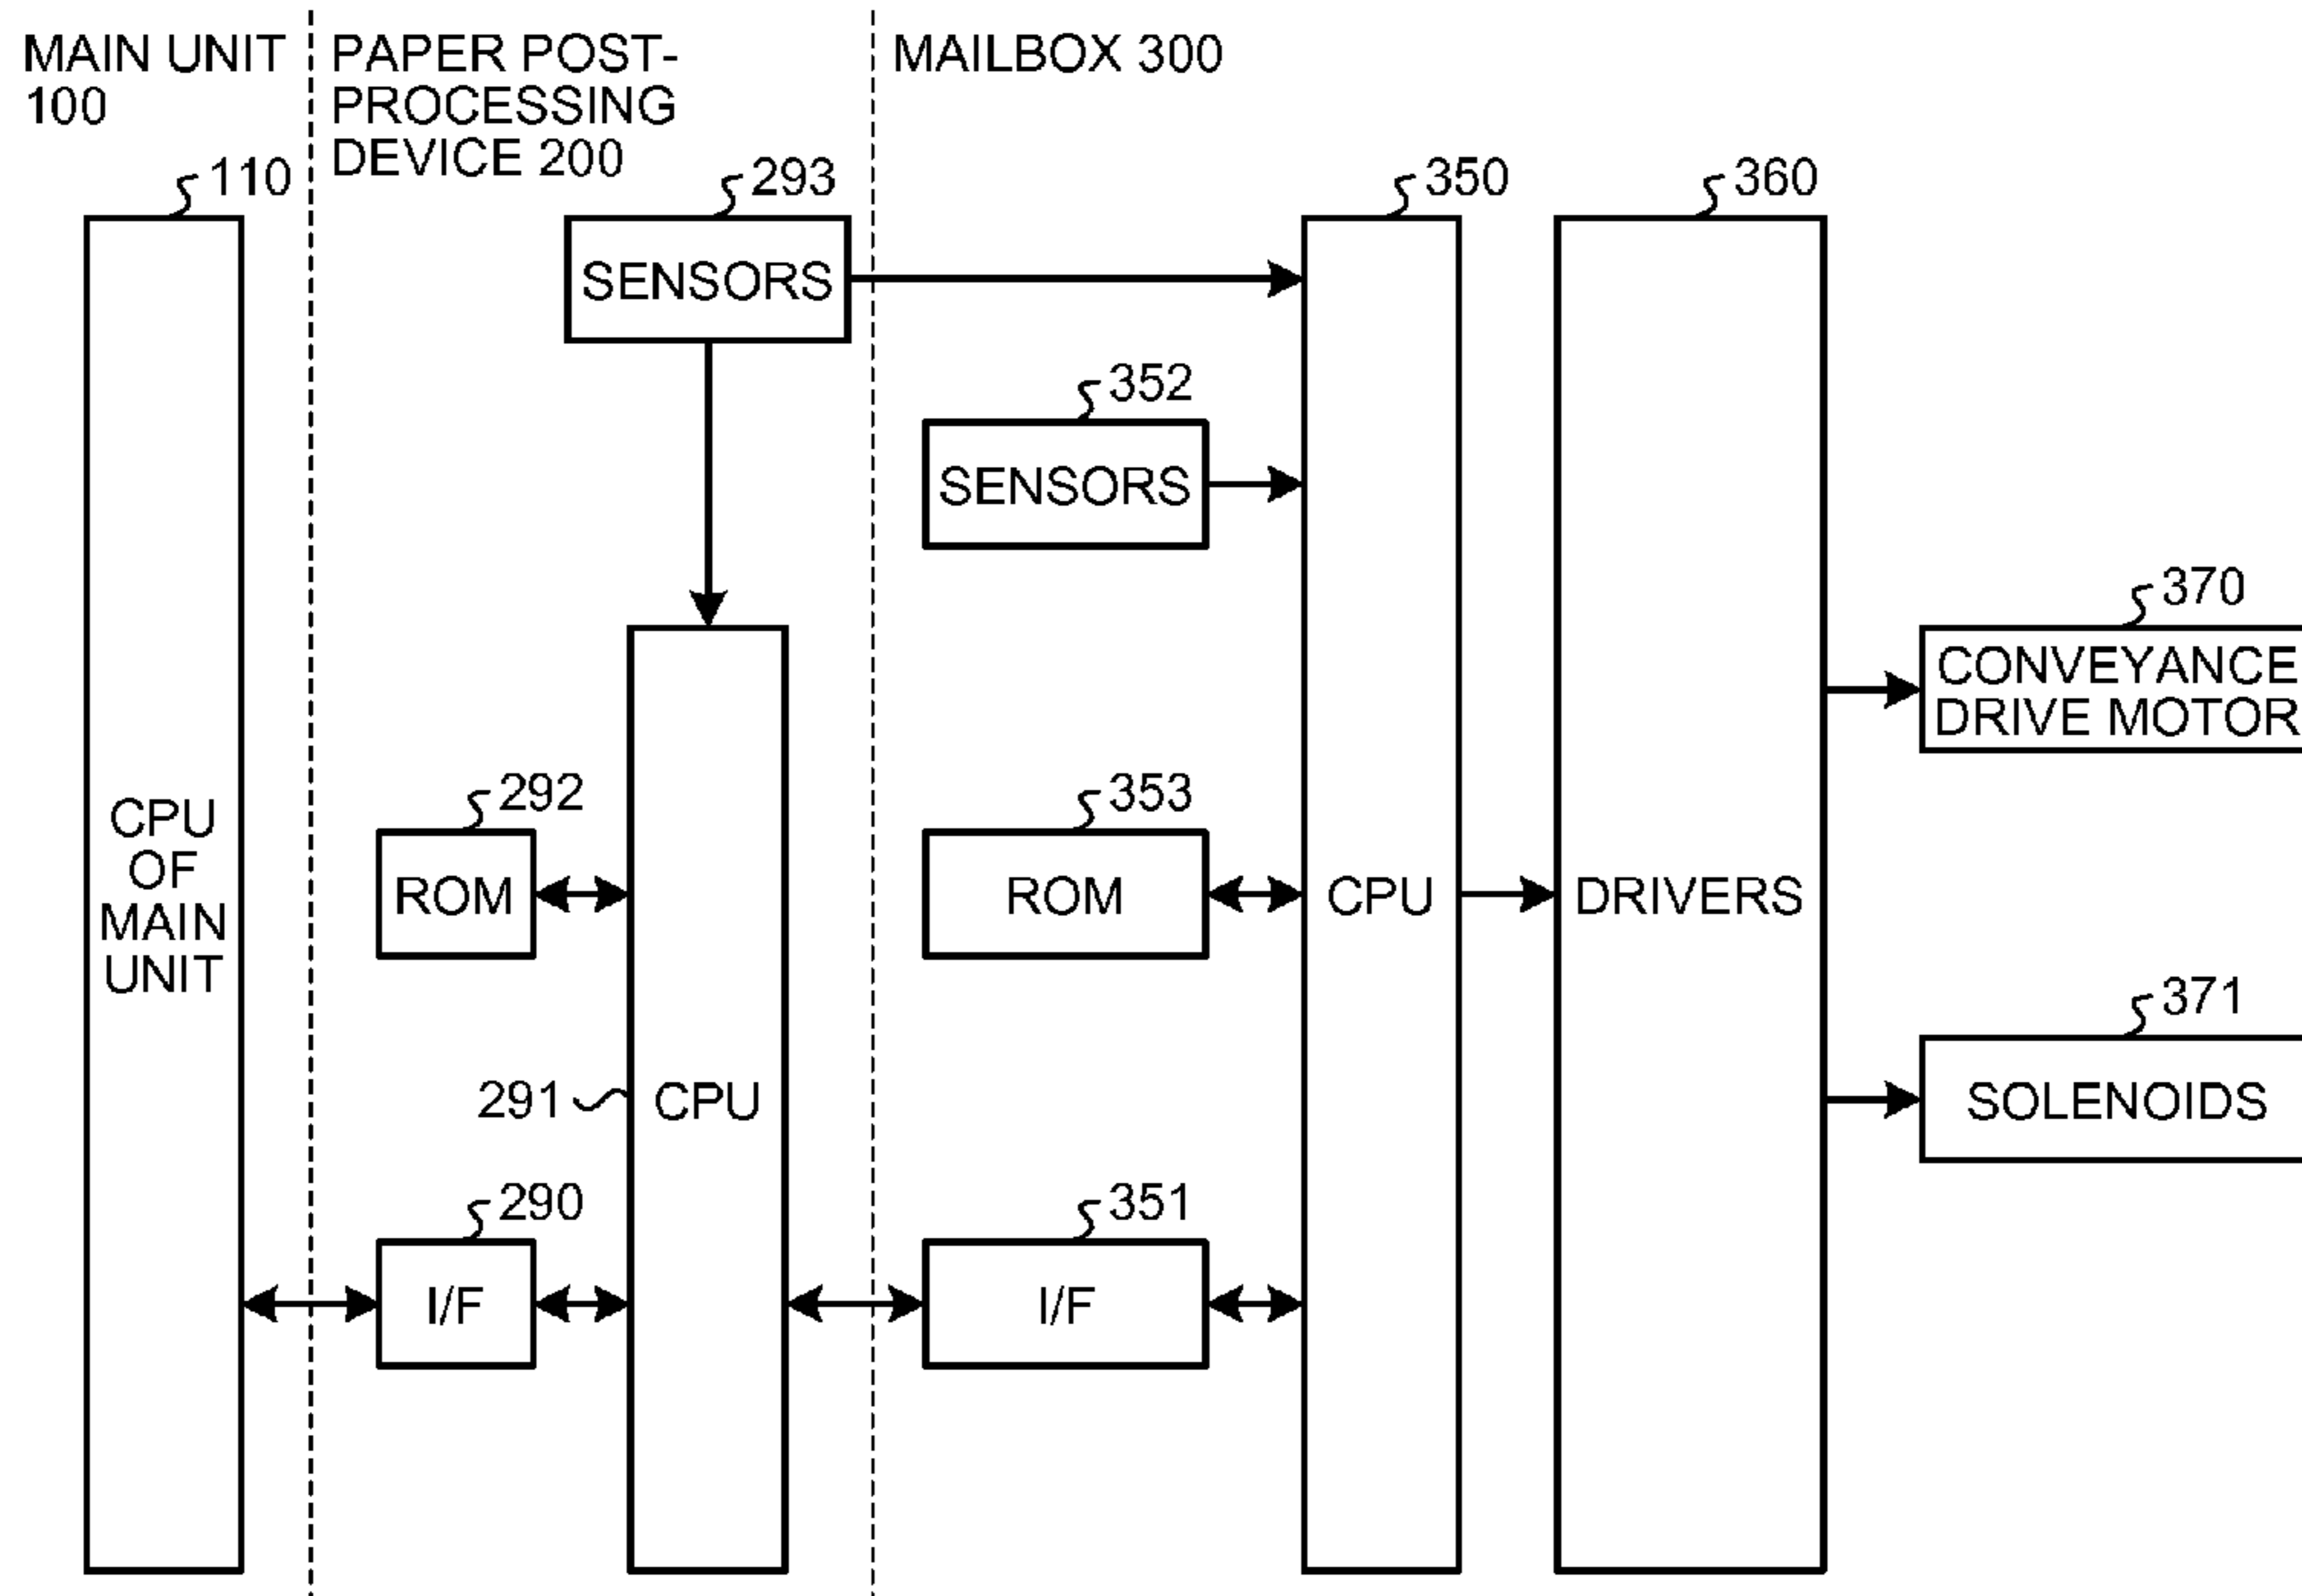 MAIN UNIT
100
PAPER POST-
PROCESSING
DEVICE 200
MAILBOX 300
110
293
350
360
SENSORS
352
SENSORS
370
CONVEYANCE
DRIVE MOTOR
292
353
CPU
OF
MAIN
UNIT
ROM
ROM
CPU
DRIVERS
371
291
CPU
SOLENOIDS
290
351
I/F
I/F